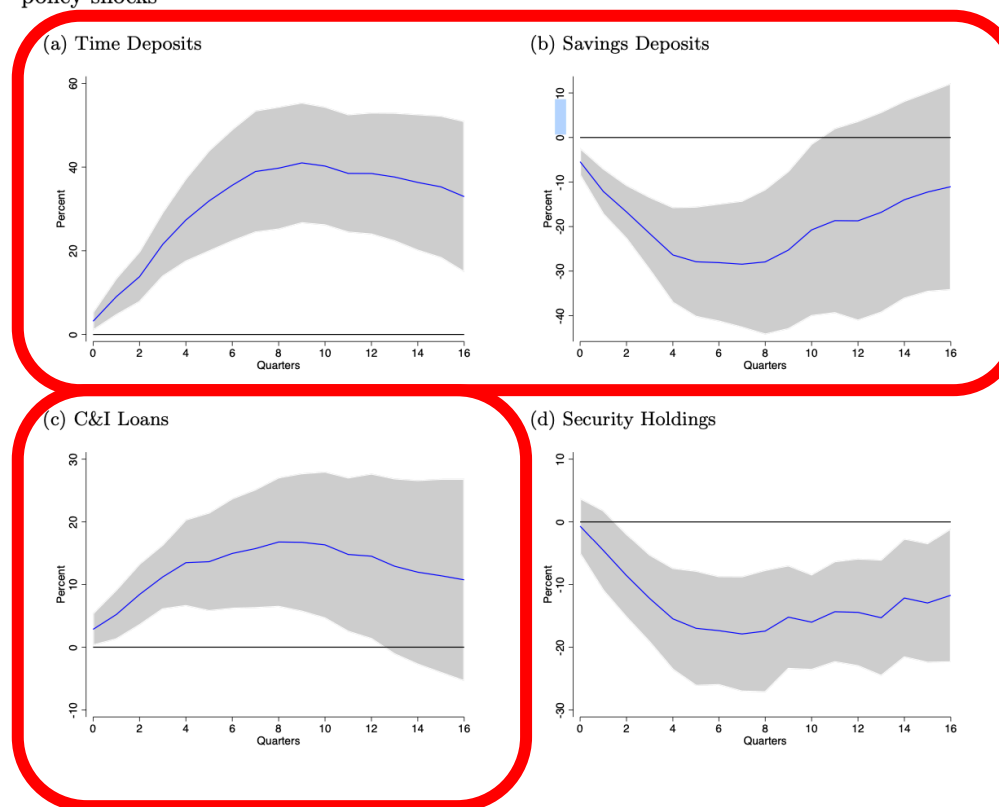 policy shocks
(a) Time Deposits
(b) Savings Deposits
60
40
20
0
Percent
0 2 4 6 8 10 12 14 16
Quarters
10
0
-10
-20
-30
-40
Percent
0 2 4 6 8 10 12 14 16
Quarters
(c) C&I Loans
(d) Security Holdings
30
20
10
0
-10
Percent
0 2 4 6 8 10 12 14 16
Quarters
10
0
-10
-20
-30
Percent
0 2 4 6 8 10 12 14 16
Quarters